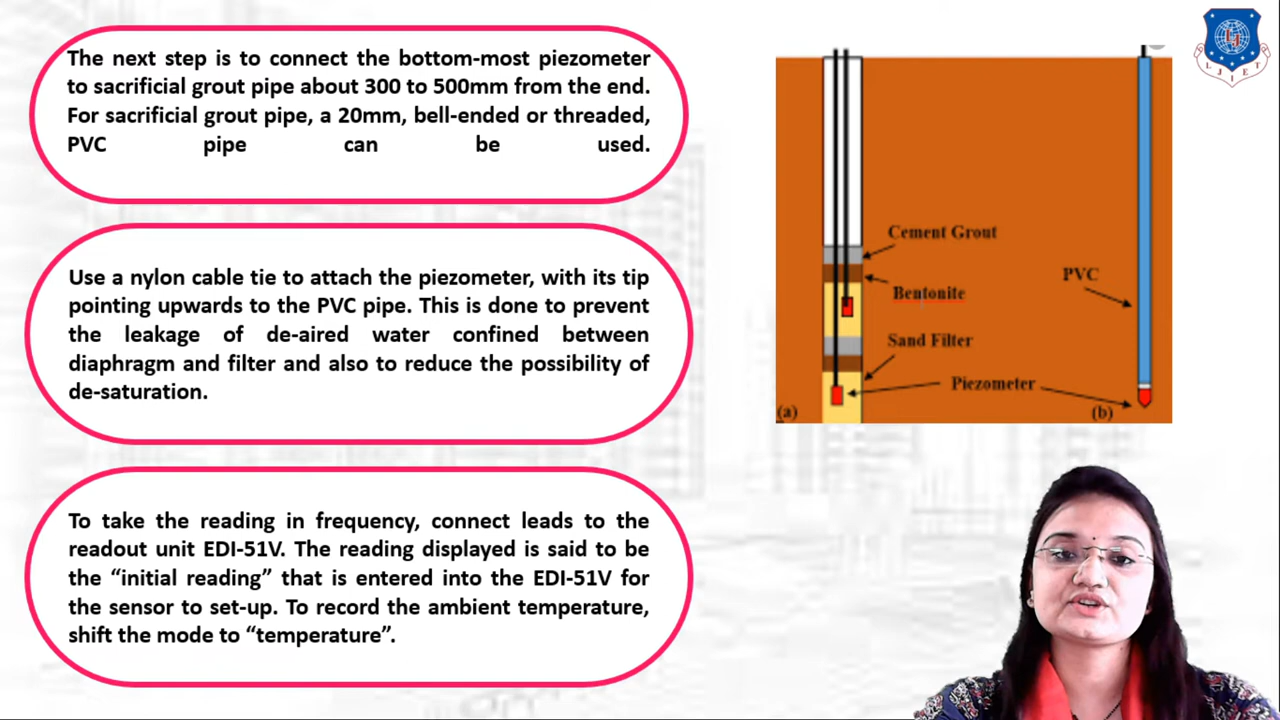 The next step is to connect the bottom-most piezometer
to sacrificial grout pipe about 300 to 500mm from the end.
For sacrificial grout pipe, a 20mm, bell-ended or threaded,
PVC pipe can be used.
Use a nylon cable tie to attach the piezometer, with its tip
pointing upwards to the PVC pipe. This is done to prevent
the leakage of de-aired water confined between
diaphragm and filter and also to reduce the possibility of
de-saturation.
To take the reading in frequency, connect leads to the
readout unit EDI-51V. The reading displayed is said to be
the “initial reading” that is entered into the EDI-51V for
the sensor to set-up. To record the ambient temperature,
shift the mode to “temperature”.
Cement Grout
Bentonite
Sand Filter
Piezometer
PVC
(a)
(b)
LJIET